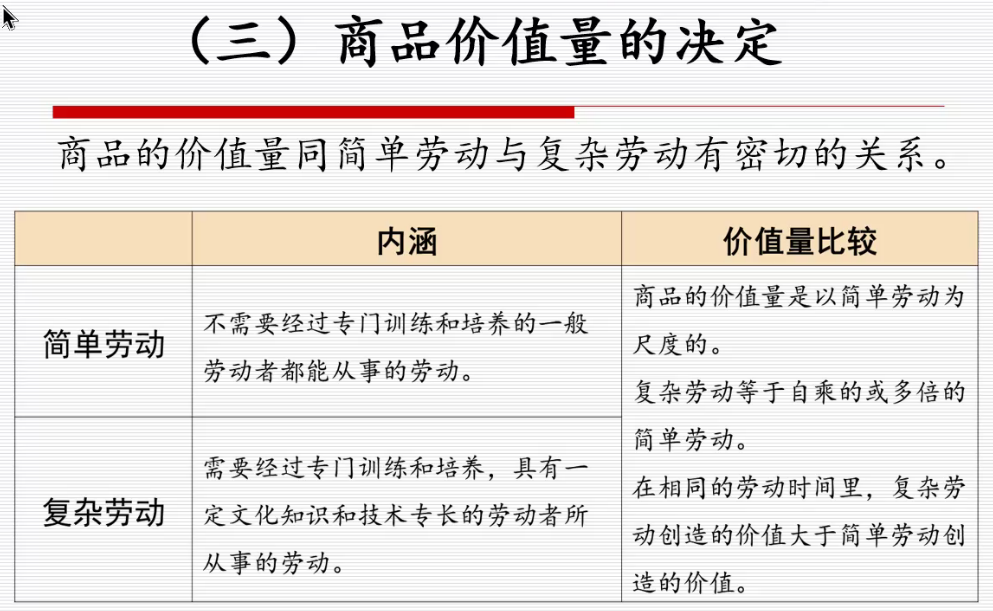 （三）商品价值量的决定
商品的价值量同简单劳动与复杂劳动有密切的关系。
内涵
价值量比较
简单劳动
不需要经过专门训练和培养的一般
劳动者都能从事的劳动。
商品的价值量是以简单劳动为
尺度的。
复杂劳动等于自乘的或多倍的
简单劳动。
在相同的劳动时间里，复杂劳
动创造的价值大于简单劳动创
造的价值。
复杂劳动
需要经过专门训练和培养，具有一
定文化知识和技术专长的劳动者所
从事的劳动。